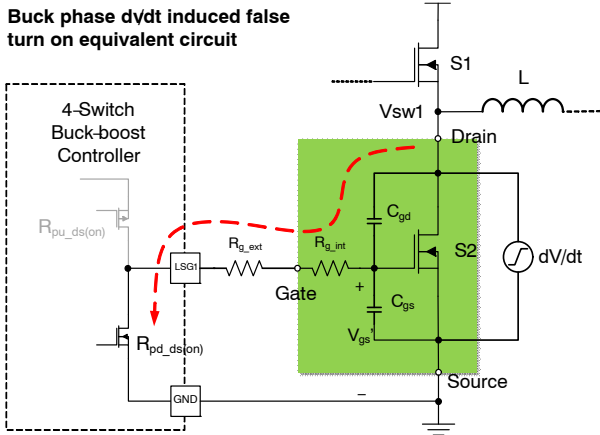 Buck phase dv/dt induced false
turn on equivalent circuit
S1
4-Switch
Buck-boost
Controller
Vsw1
L
Drain
Rpu_ds(on)
Cgd
Rg_ext
Rg_int
S2
dV/dt
LSG1
Gate
+
Cgs
Vgs'
Rpd_ds(on)
Source
GND
–